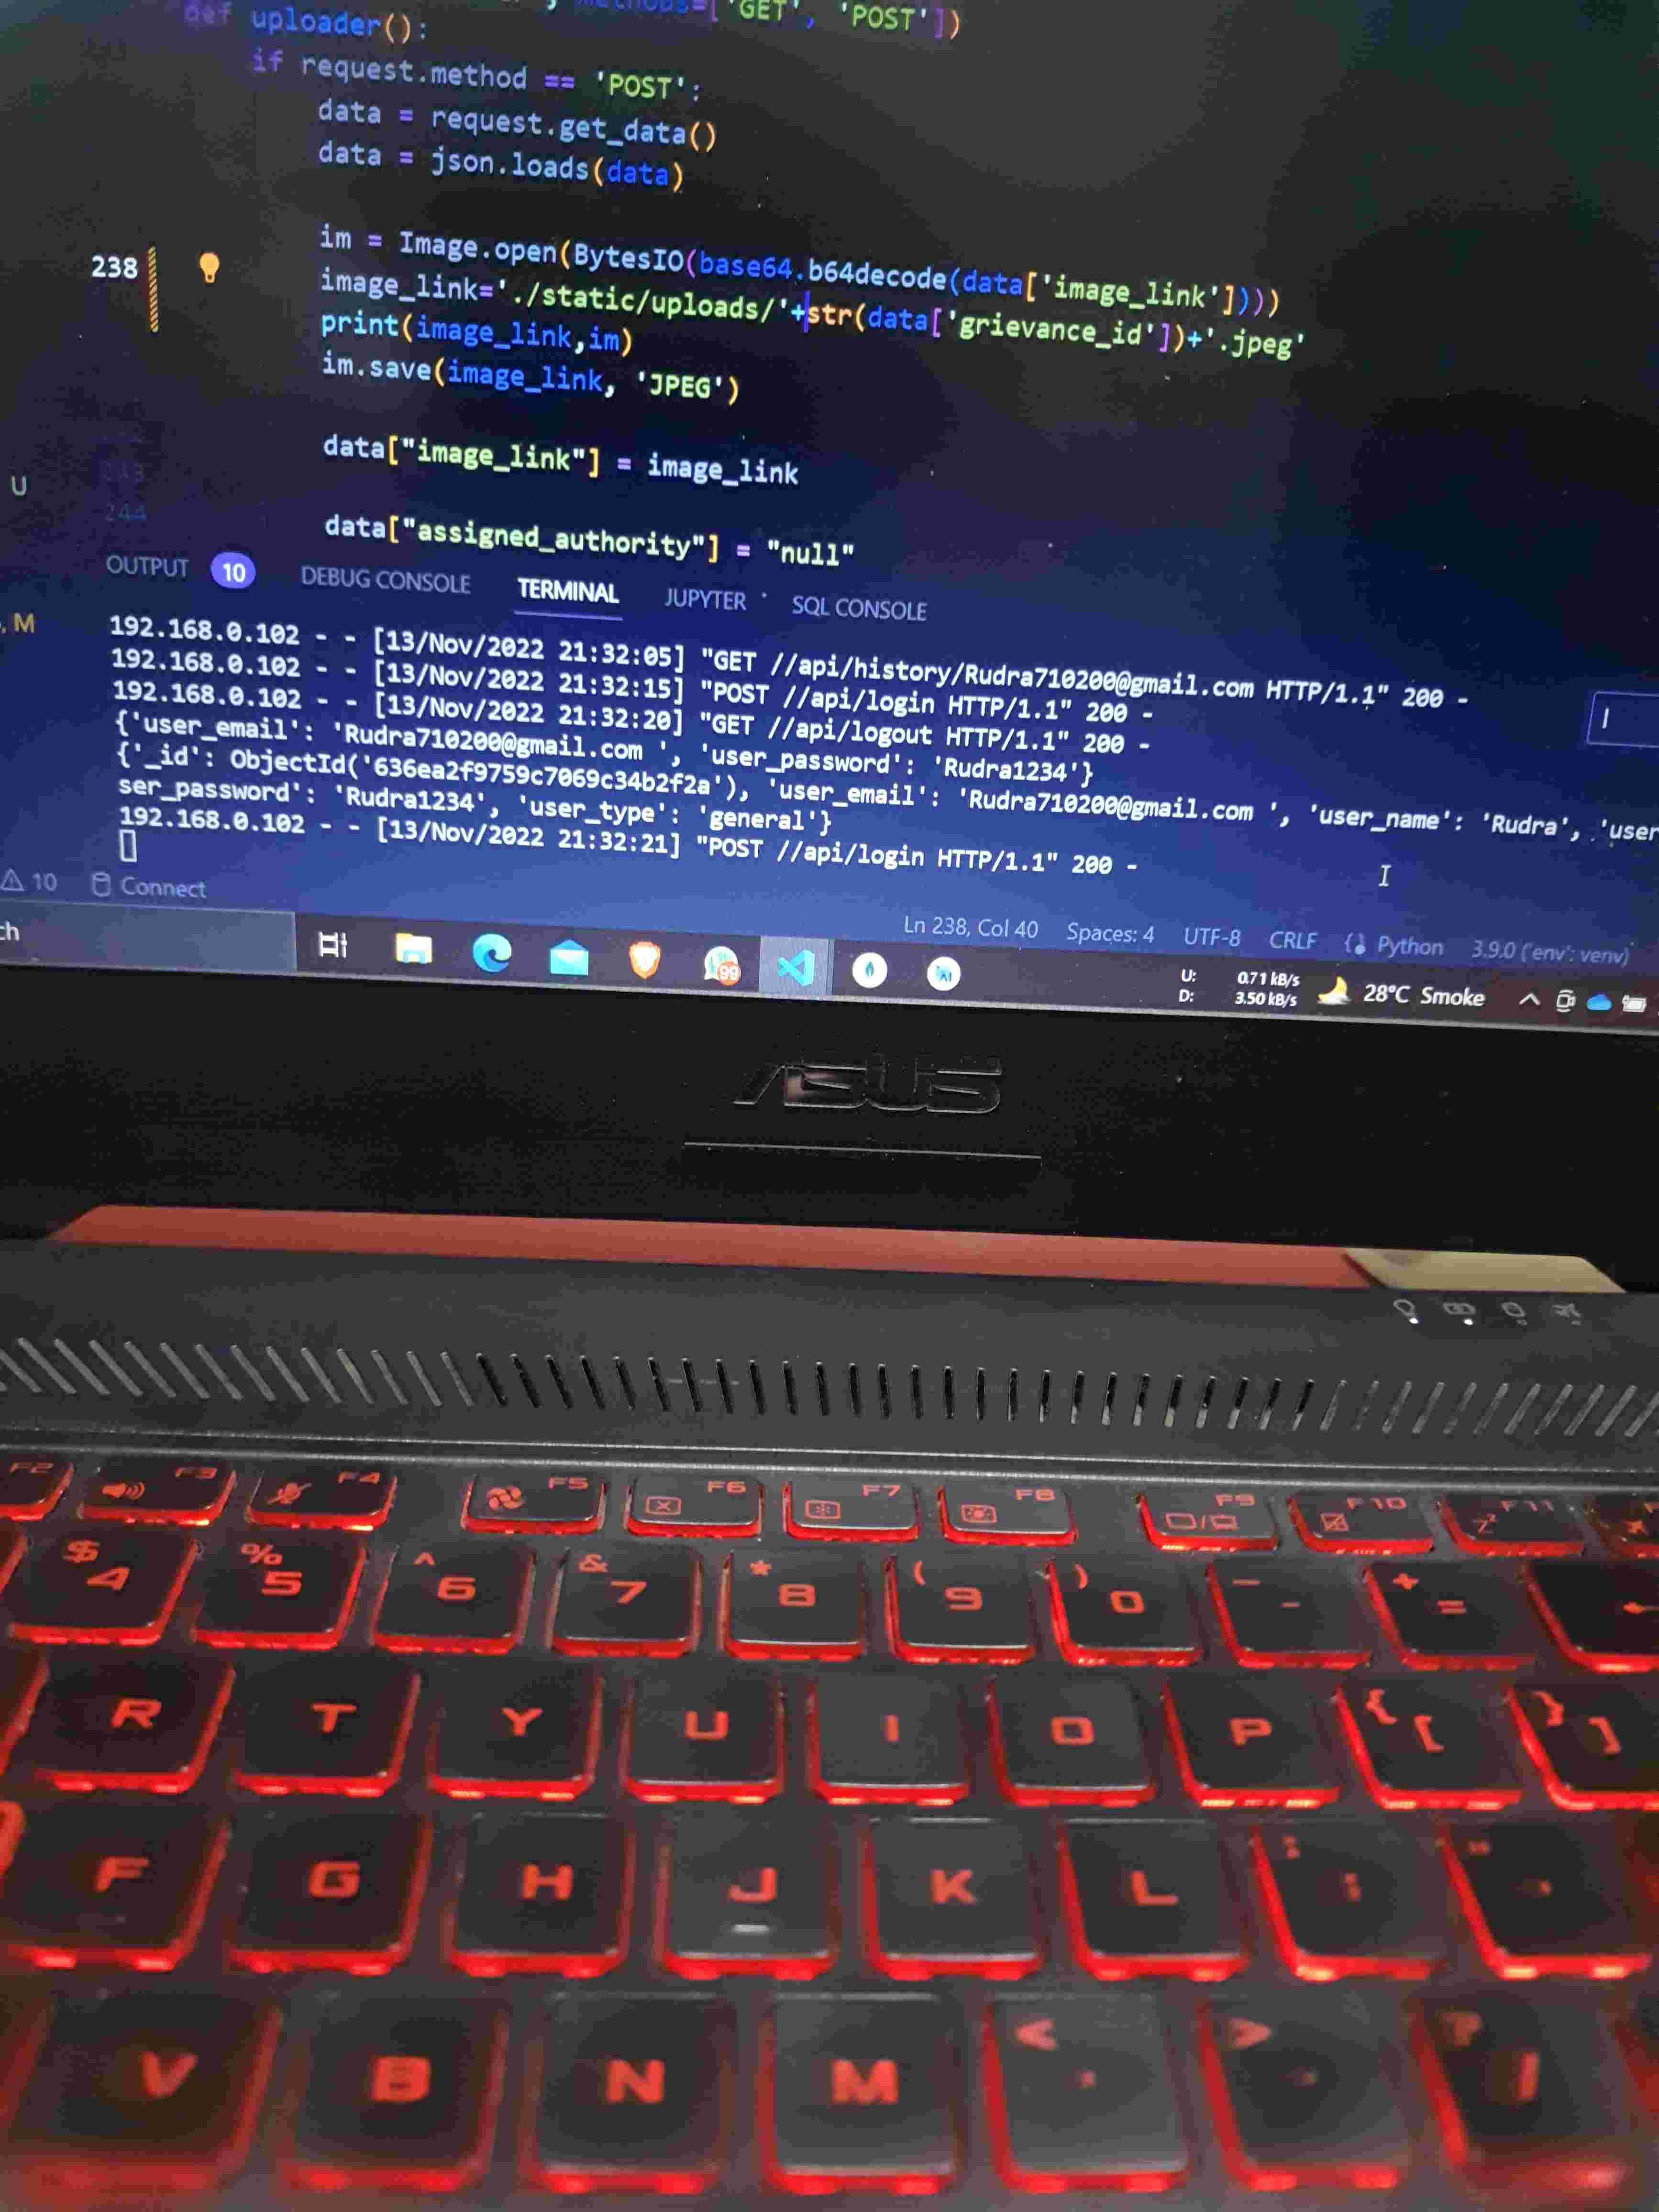 def uploader():
'GET', 'POST'])
if request.method == 'POST':
data = request.get_data()
data = json.loads(data)
im = Image.open(BytesIO(base64.b64decode(data['image_link'])))
238
image_link='./static/uploads/'+str(data['grievance_id'])+'.jpeg'
print(image_link,im)
im.save(image_link, 'JPEG')
data["image_link"] = image_link
U
244
data["assigned_authority"] = "null"
OUTPUT 10 DEBUG CONSOLE TERMINAL JUPYTER SQL CONSOLE
, M
192.168.0.102 - - [13/Nov/2022 21:32:05] "GET //api/history/Rudra710200@gmail.com HTTP/1.1" 200 -
192.168.0.102 - - [13/Nov/2022 21:32:15] "POST //api/login HTTP/1.1" 200 -
192.168.0.102 - - [13/Nov/2022 21:32:20] "GET //api/logout HTTP/1.1" 200 -
{'user_email': 'Rudra710200@gmail.com ', 'user_password': 'Rudra1234'}
{'_id': ObjectId('636ea2f9759c7069c34b2f2a'), 'user_email': 'Rudra710200@gmail.com ', 'user_name': 'Rudra', 'user
ser_password': 'Rudra1234', 'user_type': 'general'}
192.168.0.102 - - [13/Nov/2022 21:32:21] "POST //api/login HTTP/1.1" 200 -
10 Connect
Ln 238, Col 40 Spaces: 4 UTF-8 CRLF Python 3.9.0 ('env': venv)
ch
99
U: 0.71 kB/s
D: 3.50 kB/s
28°C Smoke
ASUS
F2 F3 F4 F5 F6 F7 F8 F9 F10 F11
$ % ^ & * ( ) _ +
4 5 6 7 8 9 0 - =
R T Y U I O P { [ } ]
F G H J K L : ; " '
V B N M < , > . ? /